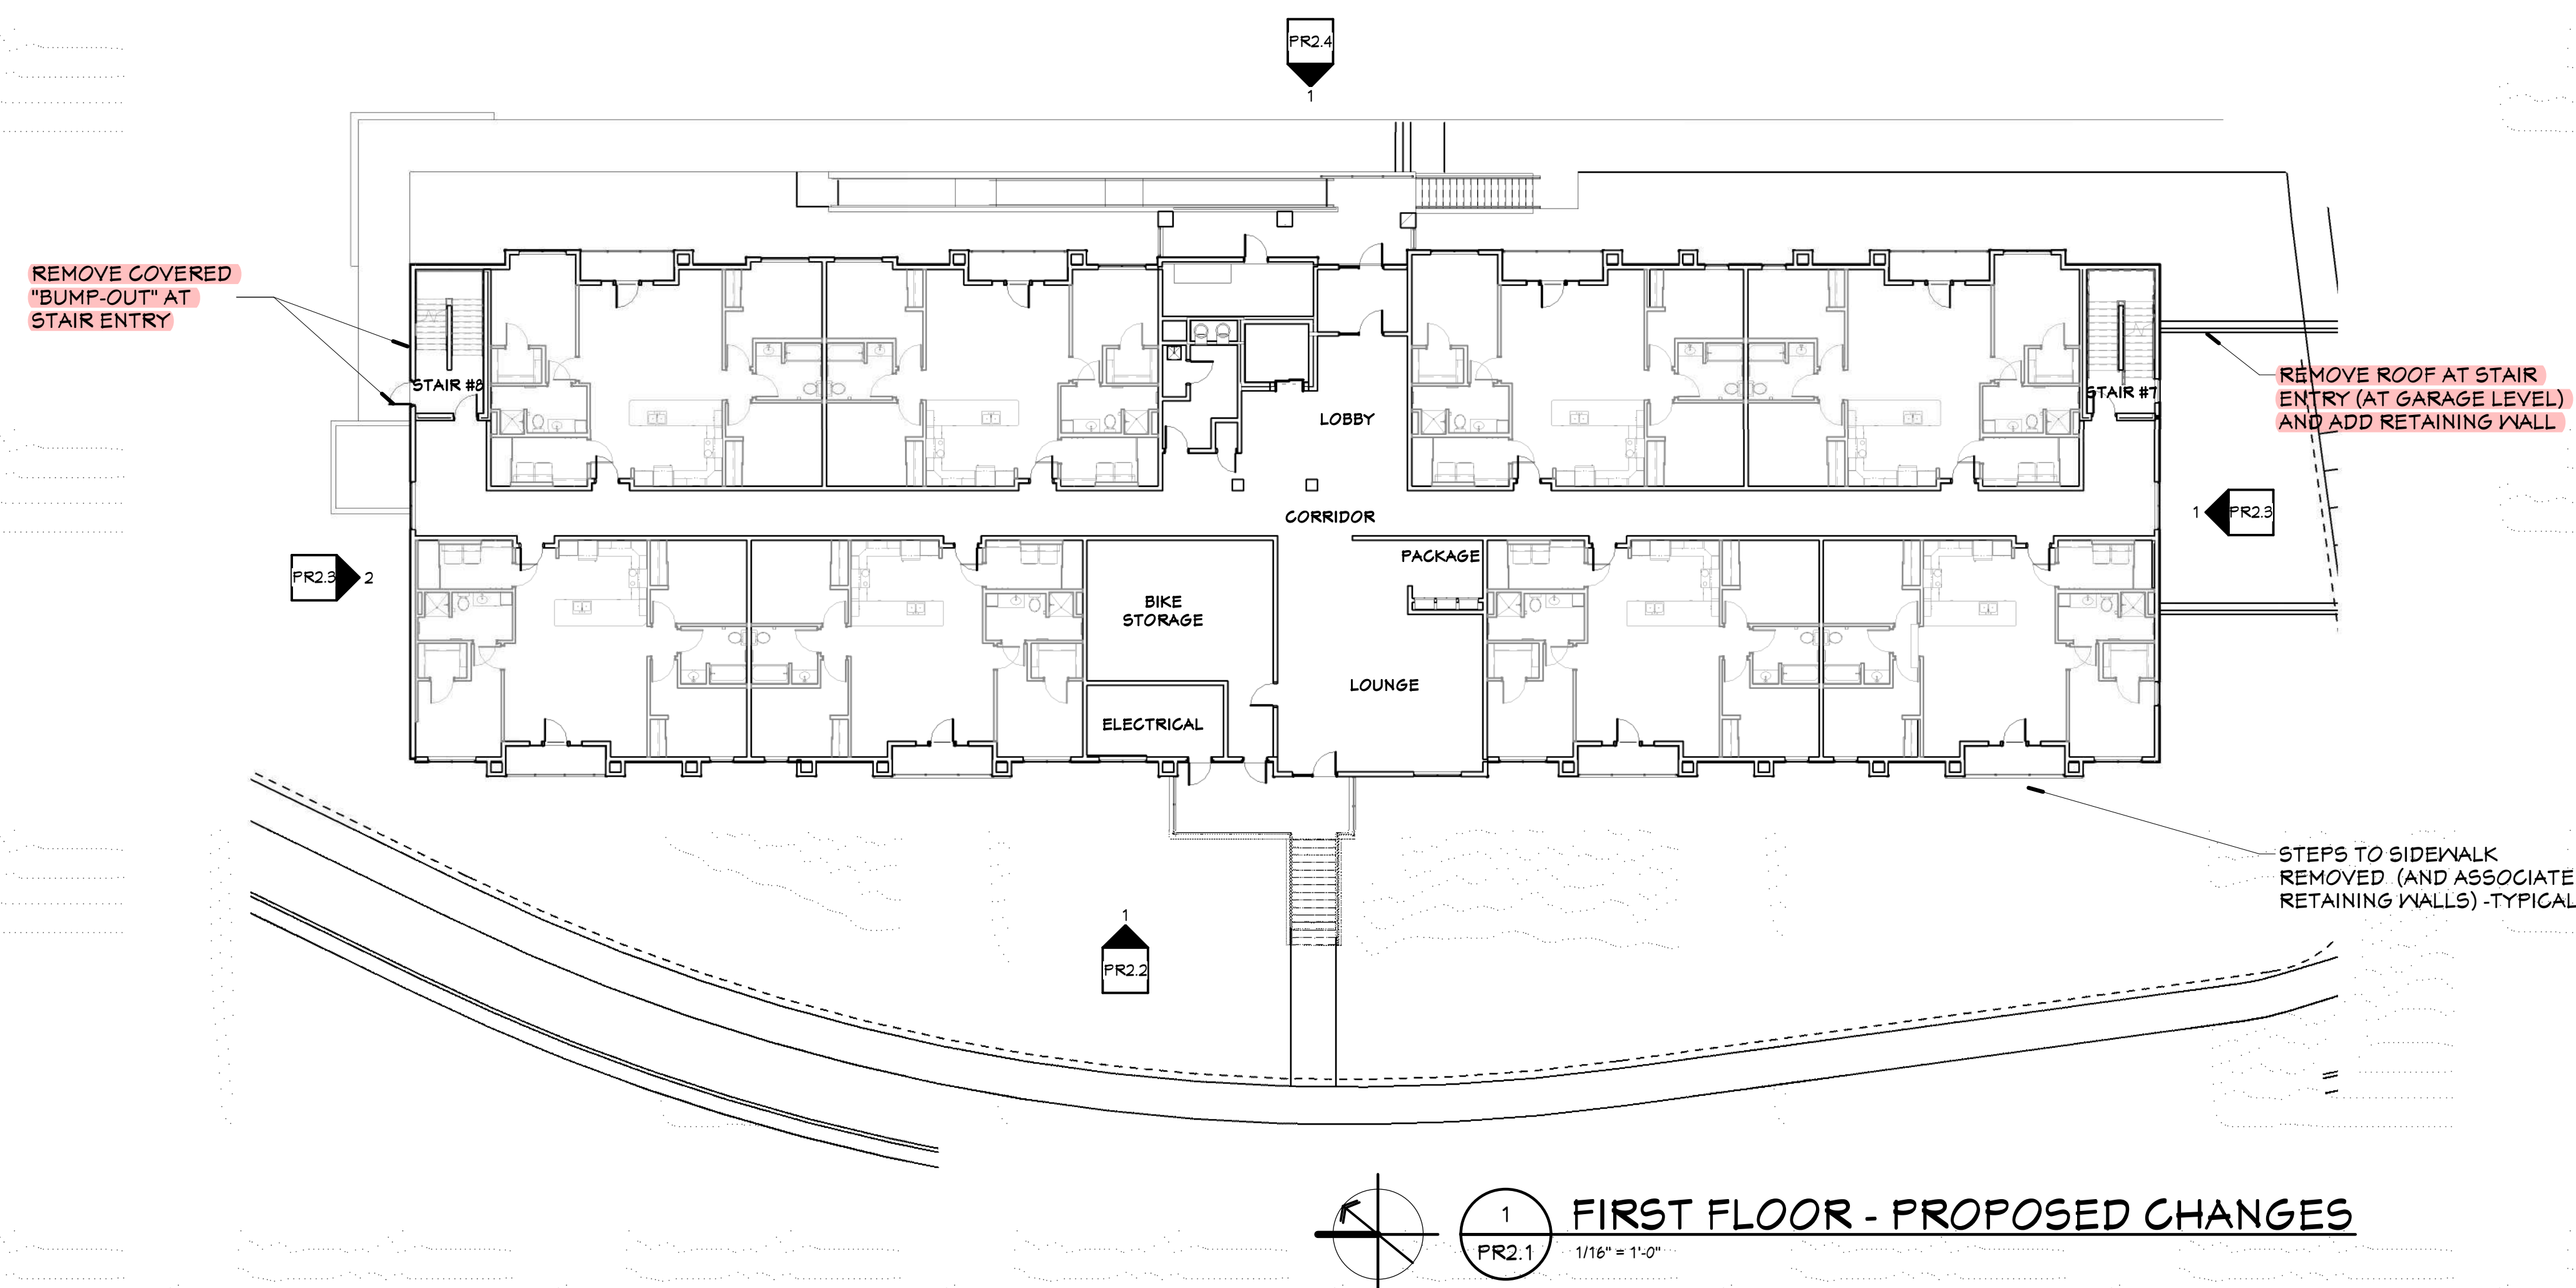 PR2.4
1
REMOVE COVERED
"BUMP-OUT" AT
STAIR ENTRY
STAIR #8
LOBBY
STAIR #7
REMOVE ROOF AT STAIR
ENTRY (AT GARAGE LEVEL)
AND ADD RETAINING WALL
CORRIDOR
1 PR2.3
PACKAGE
PR2.3 2
BIKE
STORAGE
LOUNGE
ELECTRICAL
STEPS TO SIDEWALK
REMOVED (AND ASSOCIATE
RETAINING WALLS) -TYPICAL
1
PR2.2
1
PR2.1
FIRST FLOOR - PROPOSED CHANGES
1/16" = 1'-0"